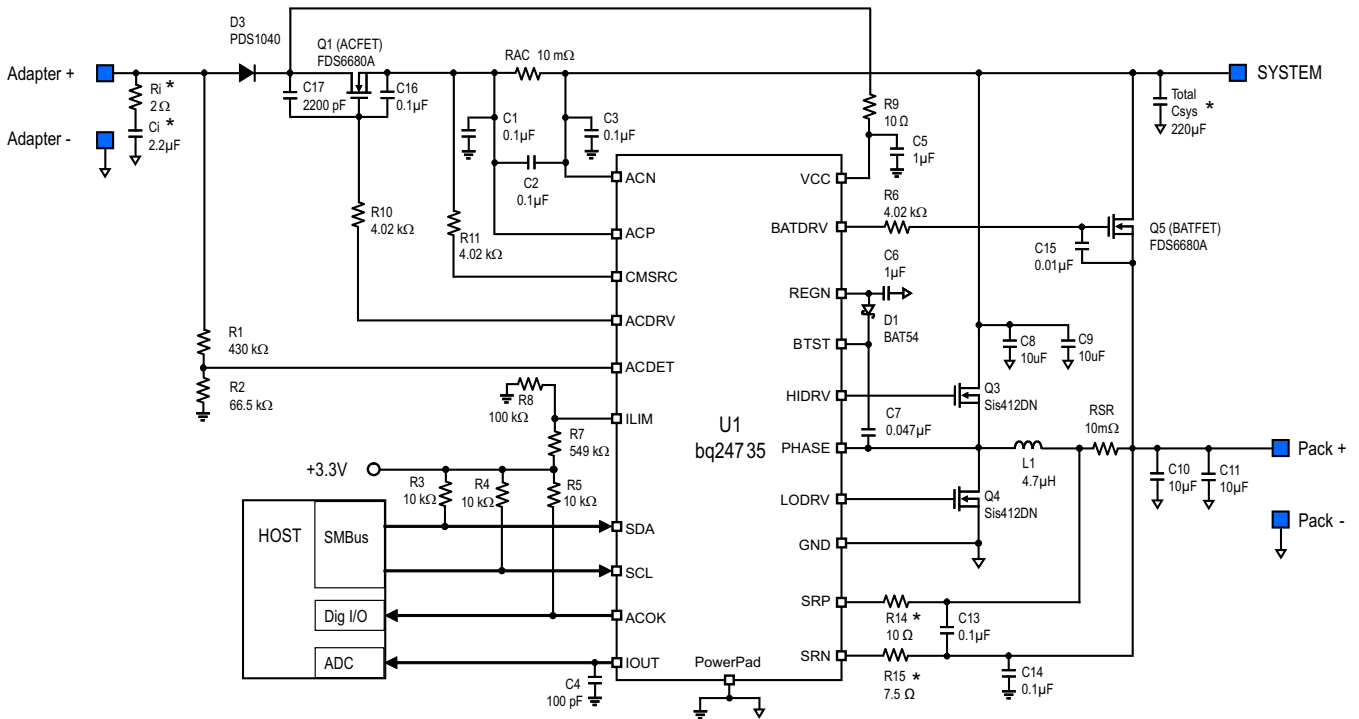 D3
PDS1040
Q1 (ACFET)
FDS6680A
RAC 10 mΩ
Adapter +
Ri *
2Ω
Ci *
2.2µF
Adapter -
C17
2200 pF
C16
0.1µF
C1
0.1µF
C3
0.1µF
C2
0.1µF
R9
10 Ω
C5
1µF
Total
Csys *
220µF
SYSTEM
R10
4.02 kΩ
R11
4.02 kΩ
R1
430 kΩ
R2
66.5 kΩ
R8
100 kΩ
R7
549 kΩ
+3.3V
R3
10 kΩ
R4
10 kΩ
R5
10 kΩ
HOST
SMBus
Dig I/O
ADC
C4
100 pF
ACN
ACP
CMSRC
ACDRV
ACDET
ILIM
SDA
SCL
ACOK
IOUT
U1
bq24735
PowerPad
VCC
BATDRV
REGN
BTST
HIDRV
PHASE
LODRV
GND
SRP
SRN
R6
4.02 kΩ
C15
0.01µF
Q5 (BATFET)
FDS6680A
C6
1µF
D1
BAT54
C8
10uF
C9
10uF
Q3
Sis412DN
C7
0.047µF
L1
4.7µH
RSR
10mΩ
Q4
Sis412DN
C10
10µF
C11
10µF
Pack +
Pack -
R14 *
10 Ω
C13
0.1µF
R15 *
7.5 Ω
C14
0.1µF